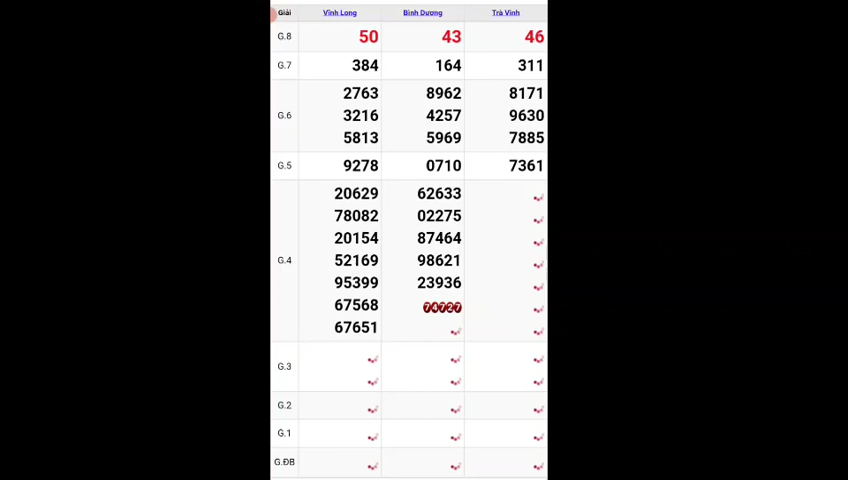 Giải Vĩnh Long Bình Dương Trà Vinh
G.8 50 43 46
G.7 384 164 311
2763 8962 8171
G.6 3216 4257 9630
5813 5969 7885
G.5 9278 0710 7361
20629 62633
78082 02275
20154 87464
G.4 52169 98621
95399 23936
67568 74727
67651
G.3
G.2
G.1
G.ĐB